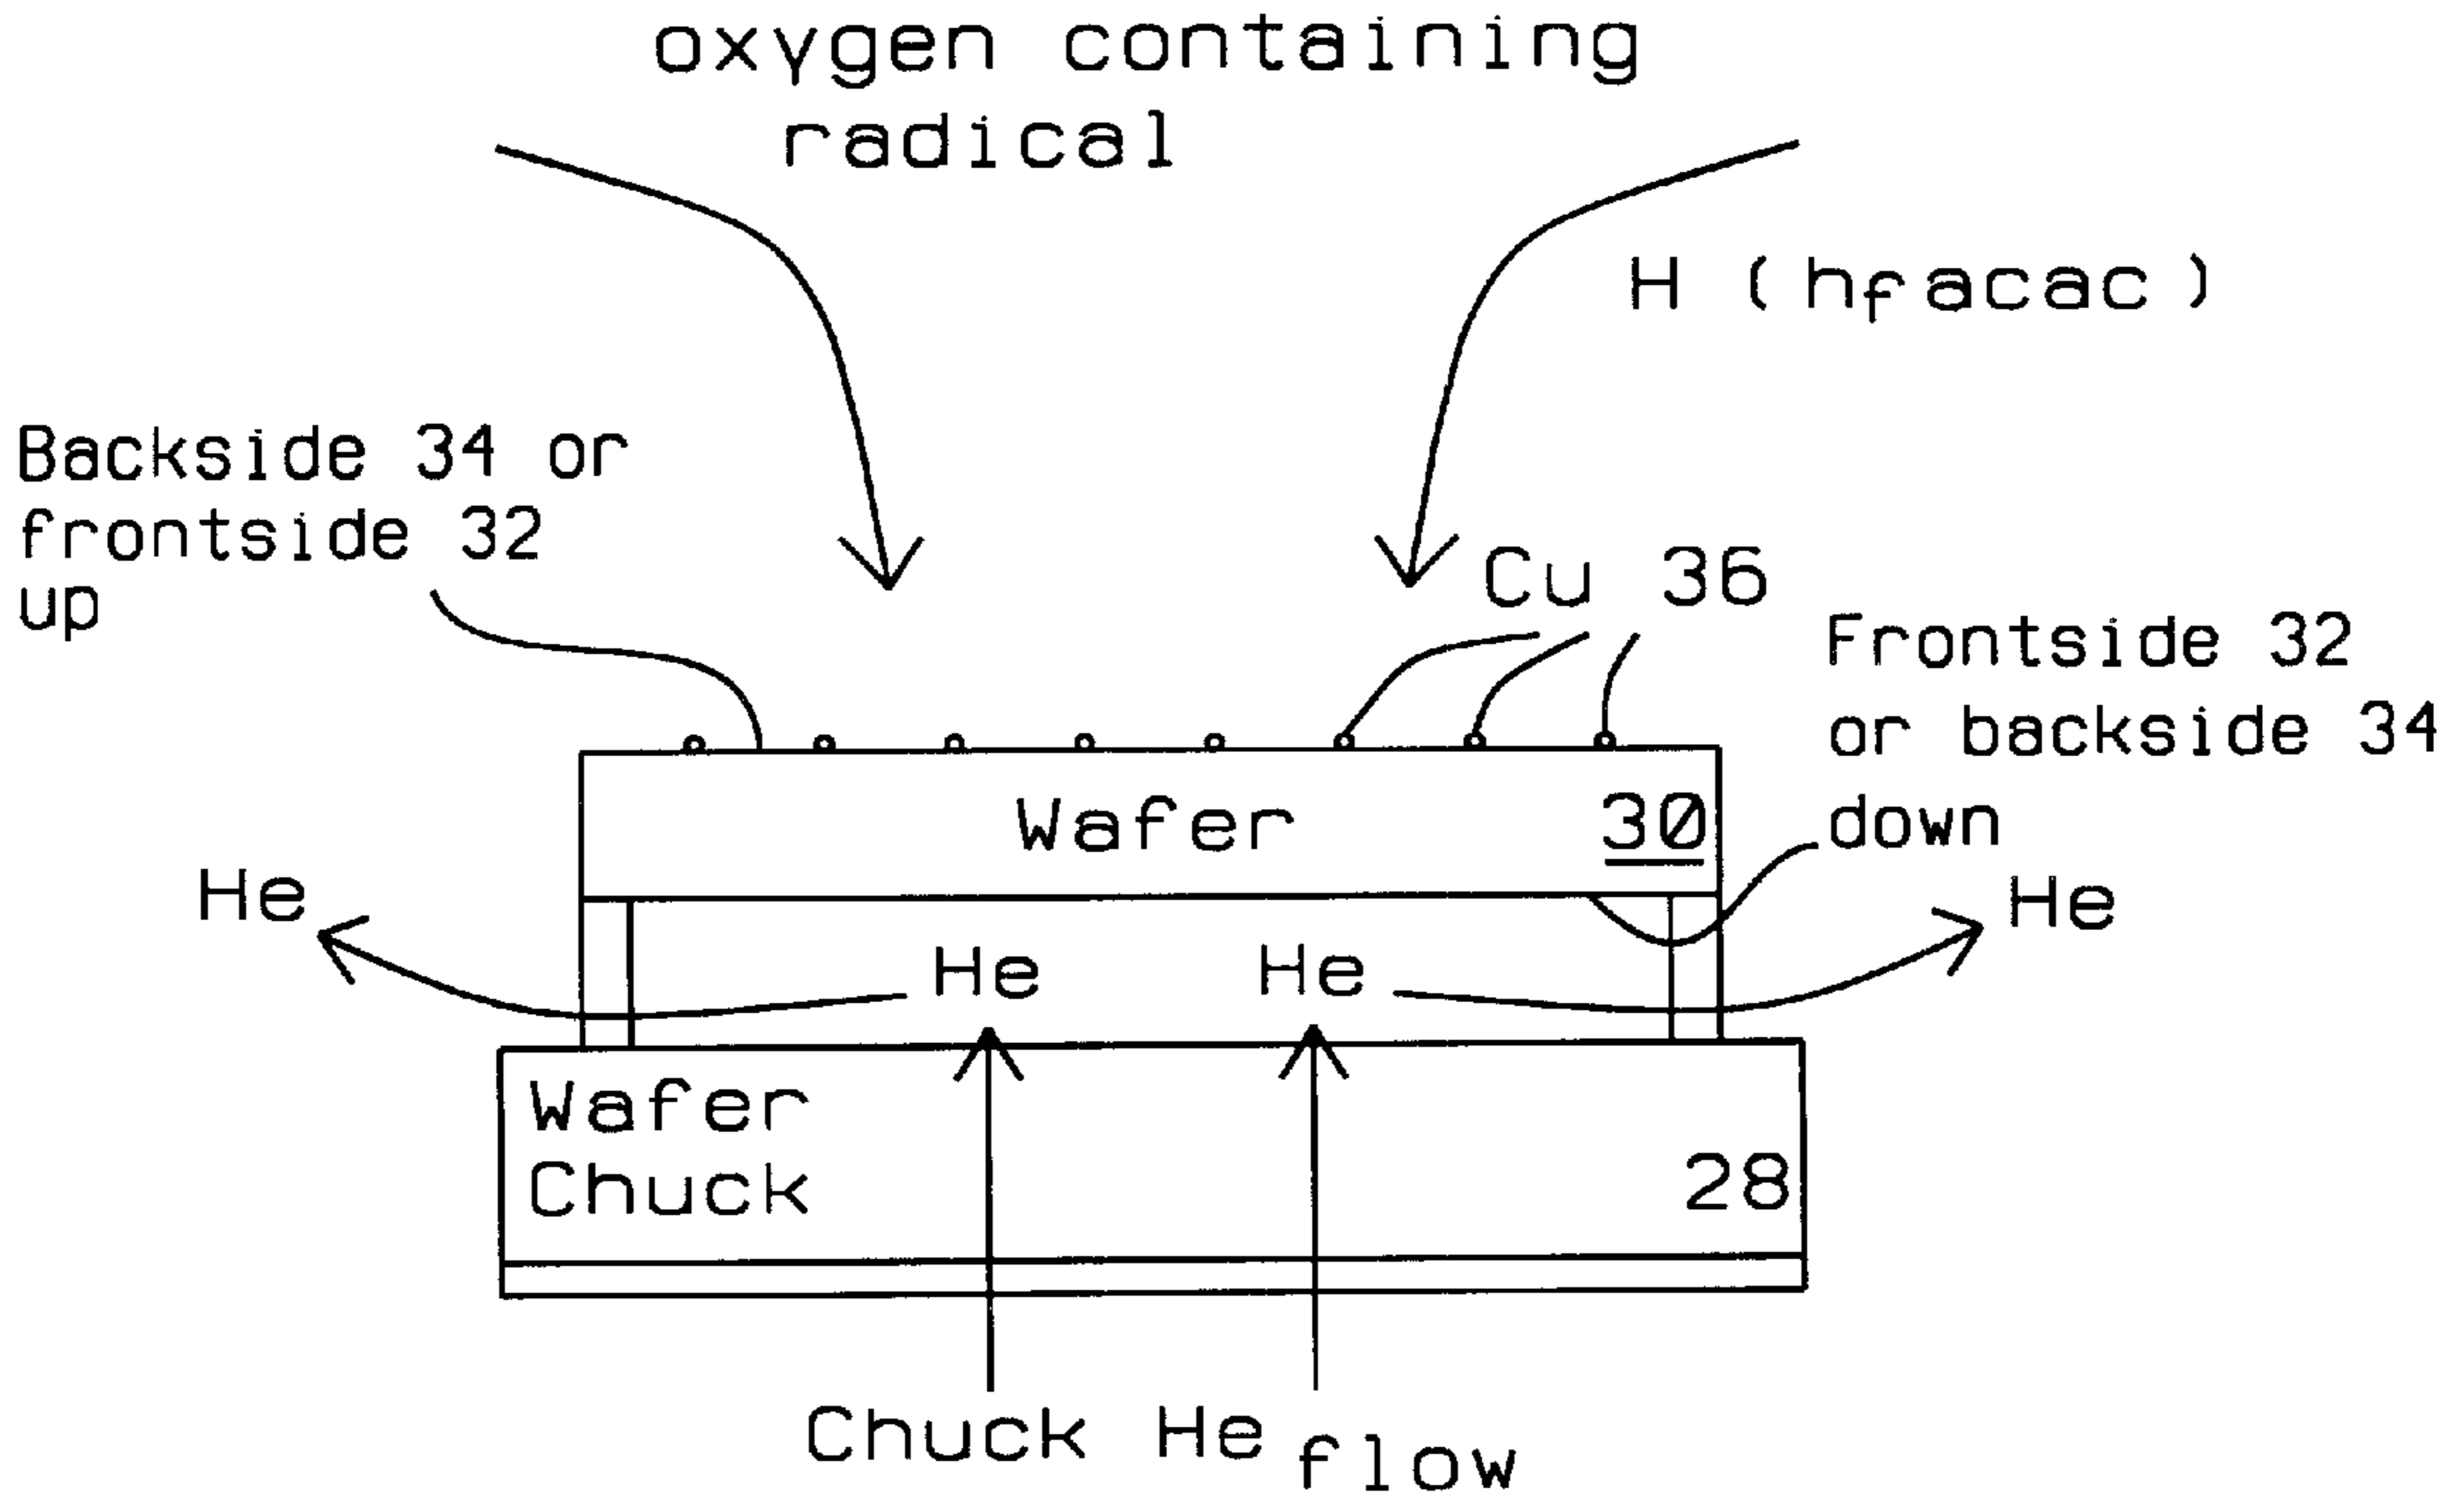 oxygen containing
radical
H (hfacac)
Backside 34 or
frontside 32
up
Cu 36
Frontside 32
or backside 34
down
Wafer 30
He
He
He
He
Wafer
Chuck
28
Chuck He flow